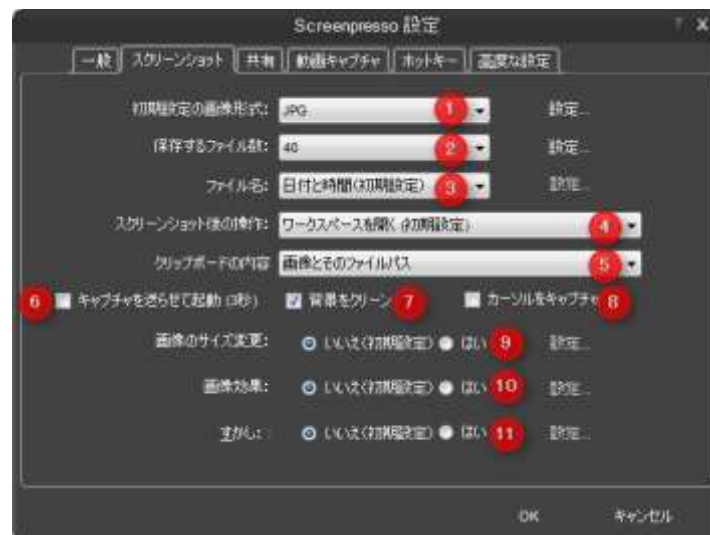 Screenpresso 設定
一般 スクリーンショット 共有 動画キャプチャ ホットキー 高度な設定
初期設定の画像形式: JPG 1 設定...
保存するファイル数: 40 2 設定...
ファイル名: 日付と時間(初期設定) 3 設定...
スクリーンショット後の操作: ワークスペースを開く (初期設定) 4
クリップボードの内容 画像とそのファイルパス 5
6 キャプチャを遅らせて起動 (3秒) 背景をクリーン 7 カーソルをキャプチャ 8
画像のサイズ変更: いいえ(初期設定) はい 9 設定...
画像効果: いいえ(初期設定) はい 10 設定...
すかし: いいえ(初期設定) はい 11 設定...
OK キャンセル